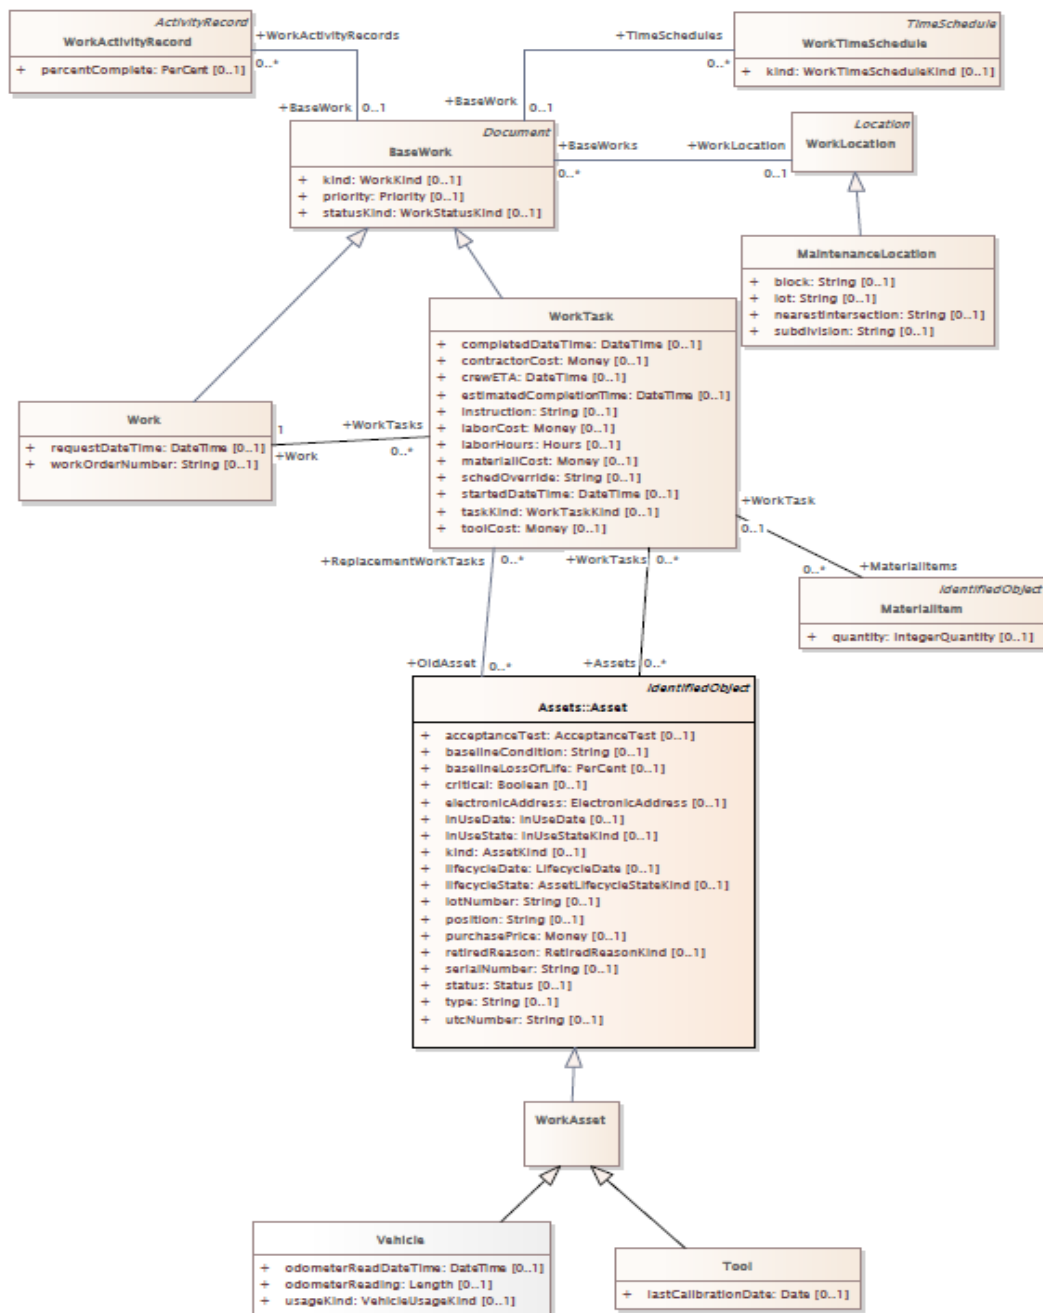 ActivityRecord
WorkActivityRecord
+ percentComplete: PerCent [0..1]
+WorkActivityRecords
0..*
+BaseWork
0..1
+TimeSchedules
0..*
+BaseWork
0..1
TimeSchedule
WorkTimeSchedule
+ kind: WorkTimeScheduleKind [0..1]
Document
BaseWork
+ kind: WorkKind [0..1]
+ priority: Priority [0..1]
+ statusKind: WorkStatusKind [0..1]
+BaseWorks
0..*
+WorkLocation
0..1
Location
WorkLocation
MaintenanceLocation
+ block: String [0..1]
+ lot: String [0..1]
+ nearestIntersection: String [0..1]
+ subdivision: String [0..1]
WorkTask
+ completedDateTime: DateTime [0..1]
+ contractorCost: Money [0..1]
+ crewETA: DateTime [0..1]
+ estimatedCompletionTime: DateTime [0..1]
+ instruction: String [0..1]
+ laborCost: Money [0..1]
+ laborHours: Hours [0..1]
+ materialCost: Money [0..1]
+ schedOverride: String [0..1]
+ startedDateTime: DateTime [0..1]
+ taskKind: WorkTaskKind [0..1]
+ toolCost: Money [0..1]
Work
+ requestDateTime: DateTime [0..1]
+ workOrderNumber: String [0..1]
1
+Work
+WorkTasks
0..*
+WorkTask
0..1
+MaterialItems
0..*
IdentifiedObject
MaterialItem
+ quantity: IntegerQuantity [0..1]
+ReplacementWorkTasks
0..*
+WorkTasks
0..*
+OldAsset
0..*
+Assets
0..*
IdentifiedObject
Assets::Asset
+ acceptanceTest: AcceptanceTest [0..1]
+ baselineCondition: String [0..1]
+ baselineLossOfLife: PerCent [0..1]
+ critical: Boolean [0..1]
+ electronicAddress: ElectronicAddress [0..1]
+ inUseDate: InUseDate [0..1]
+ inUseState: InUseStateKind [0..1]
+ kind: AssetKind [0..1]
+ lifecycleDate: LifecycleDate [0..1]
+ lifecycleState: AssetLifecycleStateKind [0..1]
+ lotNumber: String [0..1]
+ position: String [0..1]
+ purchasePrice: Money [0..1]
+ retiredReason: RetiredReasonKind [0..1]
+ serialNumber: String [0..1]
+ status: Status [0..1]
+ type: String [0..1]
+ utcNumber: String [0..1]
WorkAsset
Vehicle
+ odometerReadDateTime: DateTime [0..1]
+ odometerReading: Length [0..1]
+ usageKind: VehicleUsageKind [0..1]
Tool
+ lastCalibrationDate: Date [0..1]